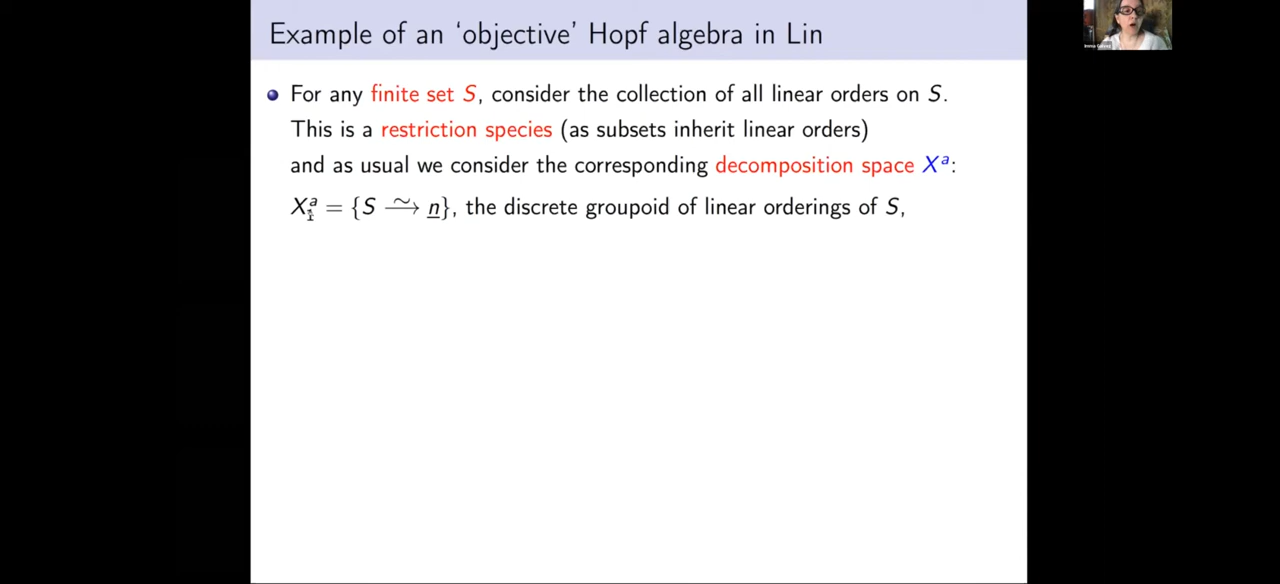 Example of an ‘objective’ Hopf algebra in Lin
For any finite set S, consider the collection of all linear orders on S.
This is a restriction species (as subsets inherit linear orders)
and as usual we consider the corresponding decomposition space Xᵃ:
X₁ᵃ = {S ⥲ n̲}, the discrete groupoid of linear orderings of S,